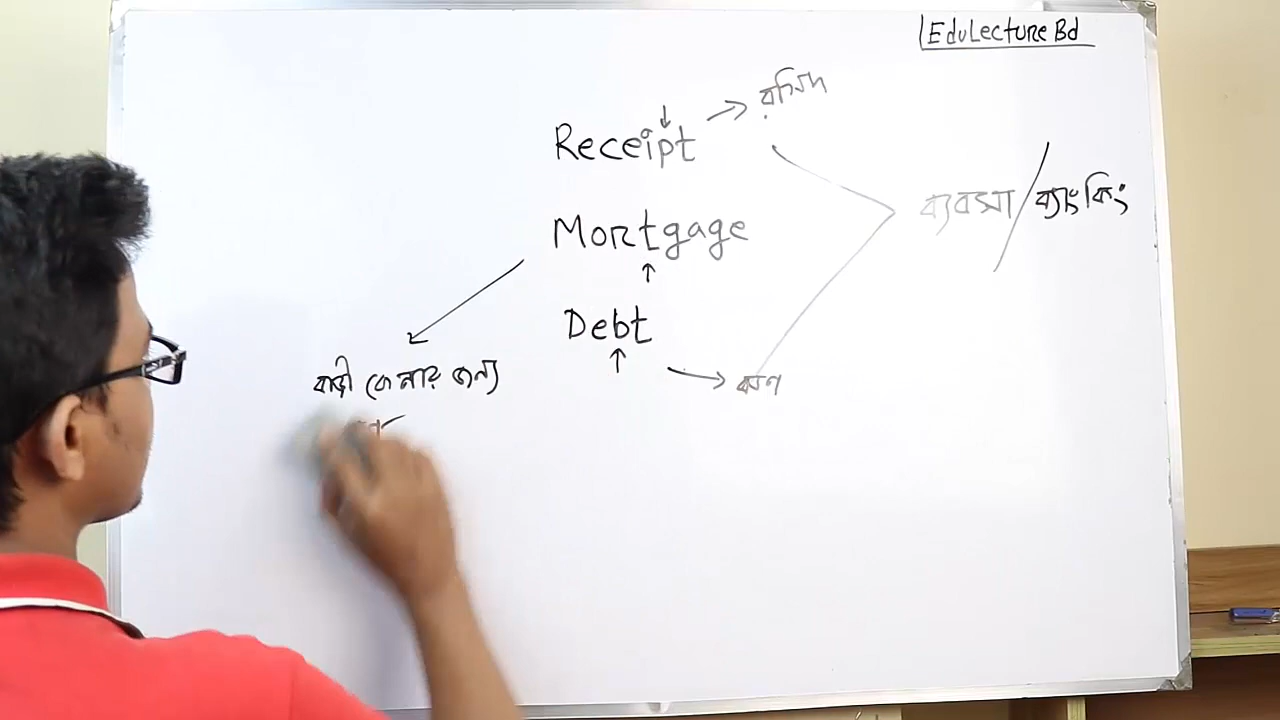 EduLecture Bd
Receipt → রসিদ
Mortgage
ব্যবসা / ব্যাংকিং
Debt → ঋণ
বাড়ী কেনার জন্য